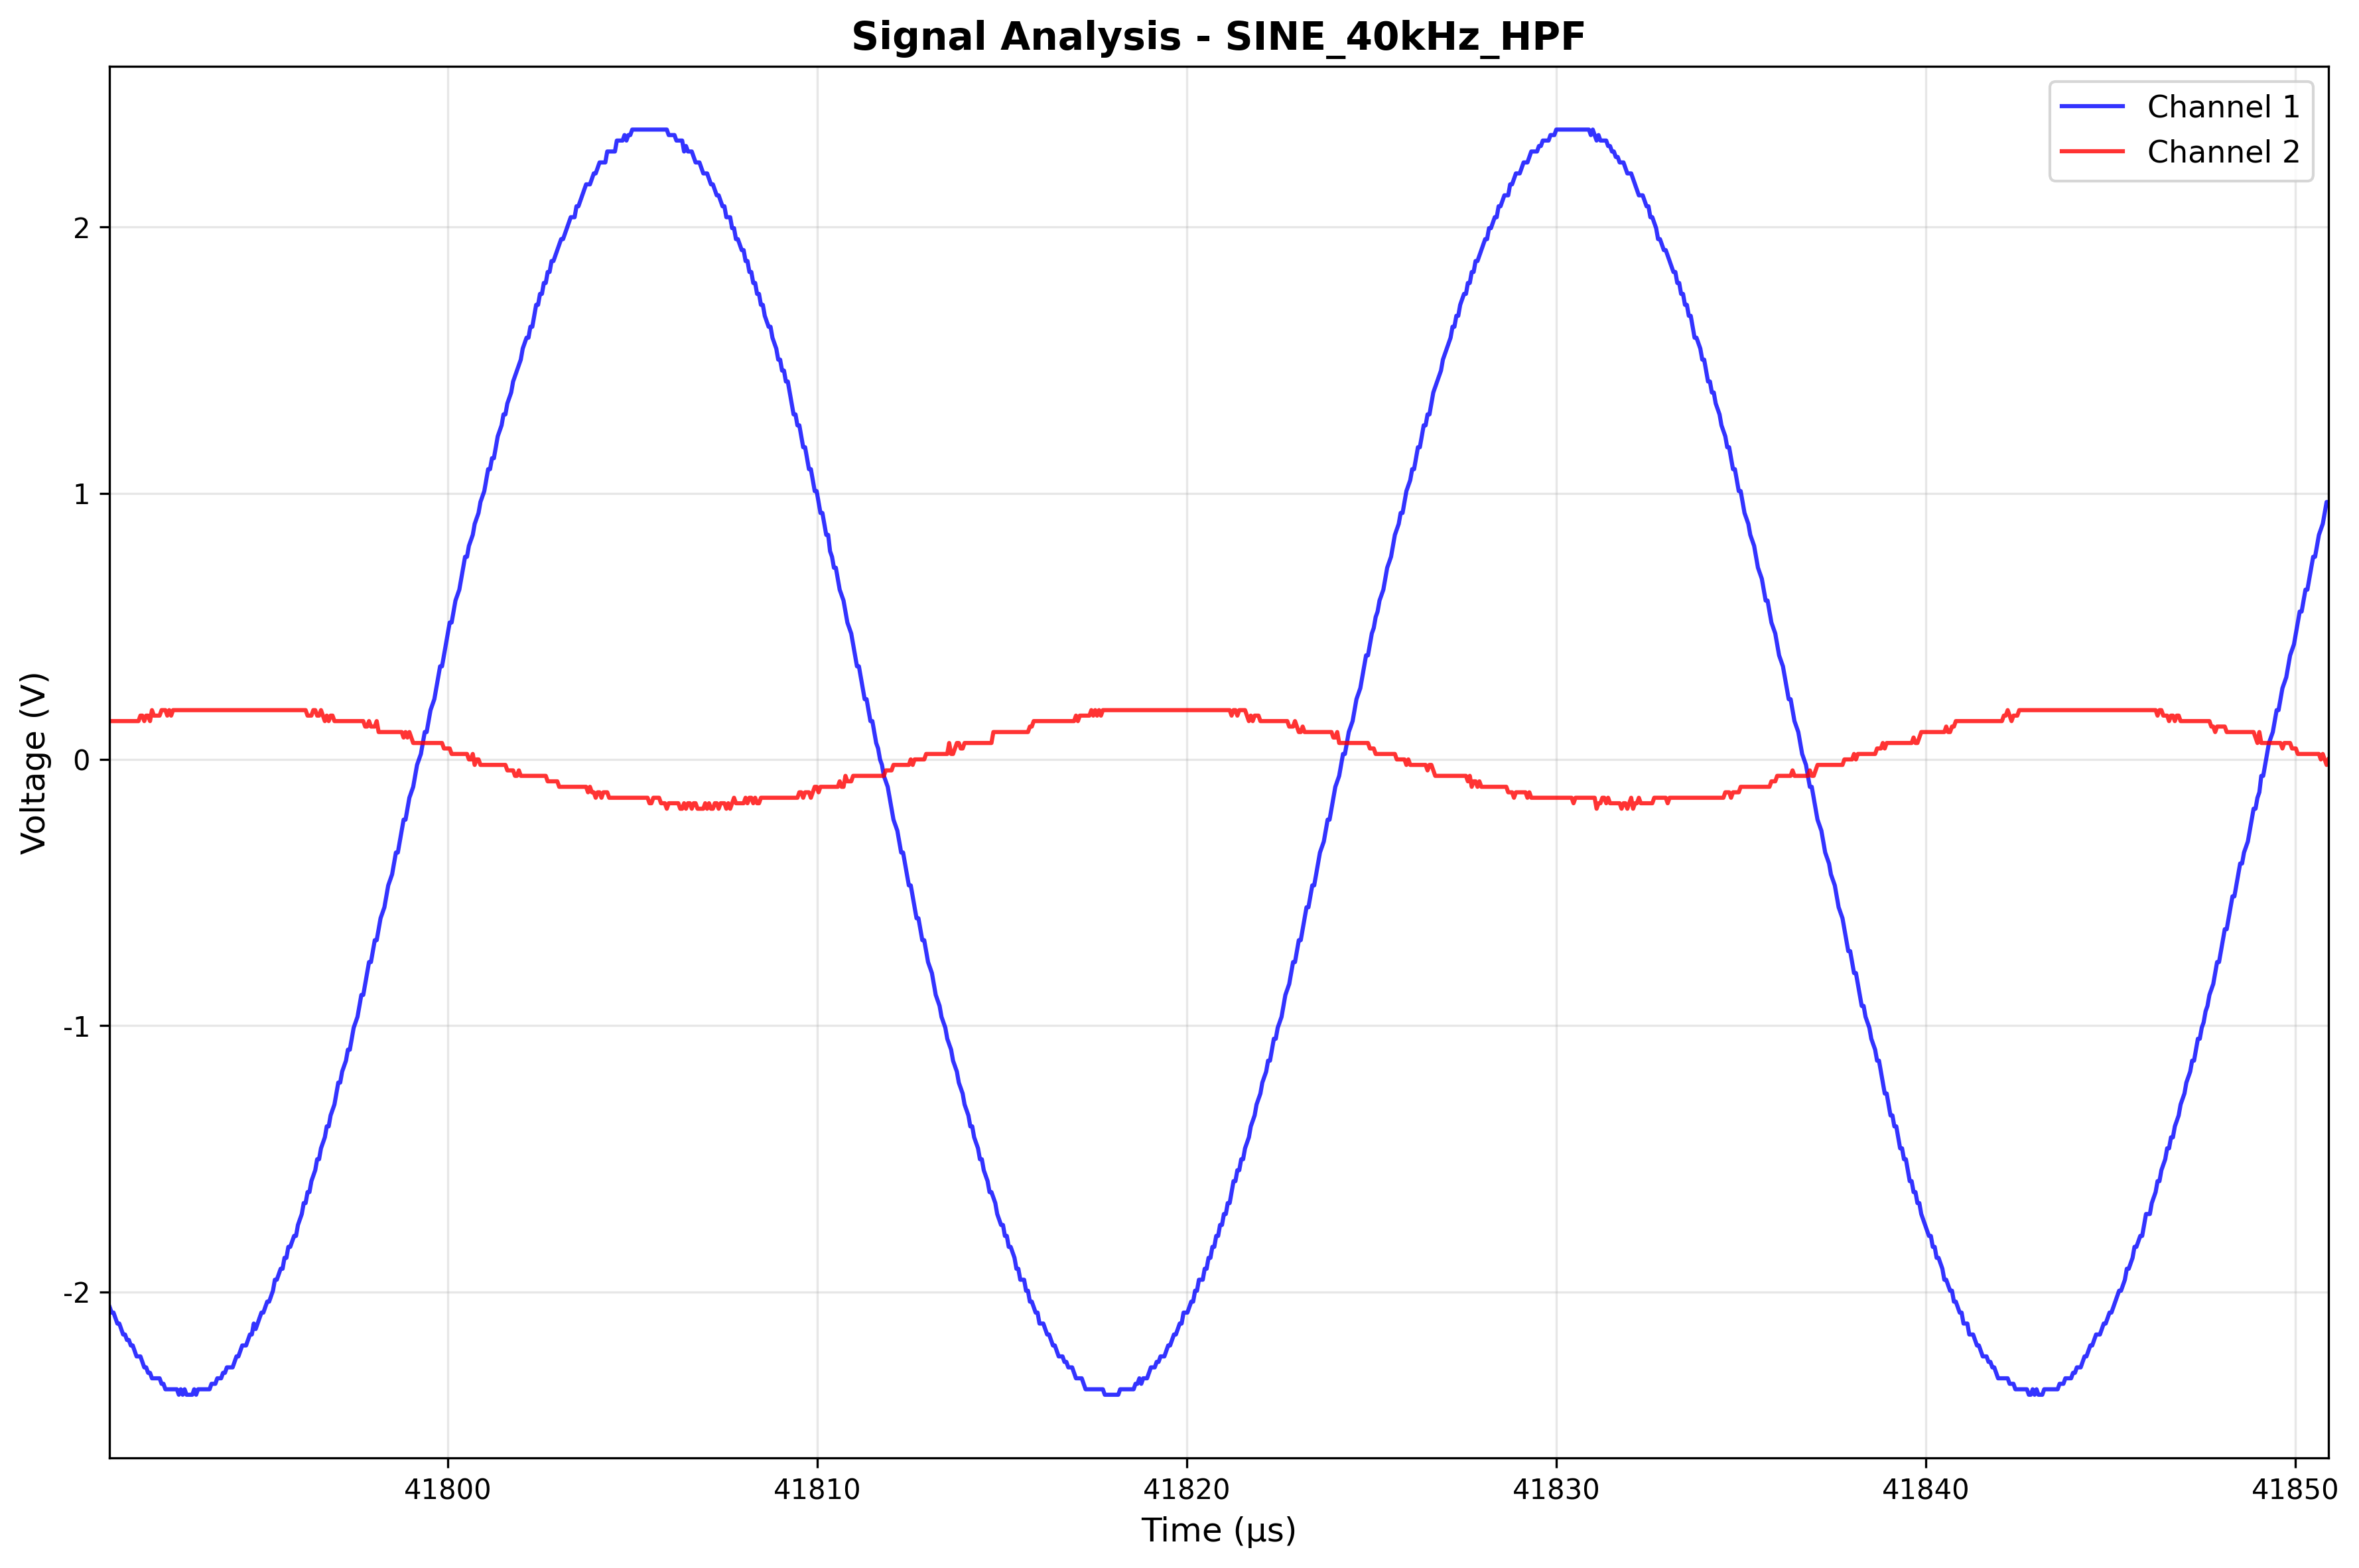 Signal Analysis - SINE_40kHz_HPF
Channel 1
Channel 2
Voltage (V)
2
1
0
-1
-2
41800 41810 41820 41830 41840 41850
Time (µs)